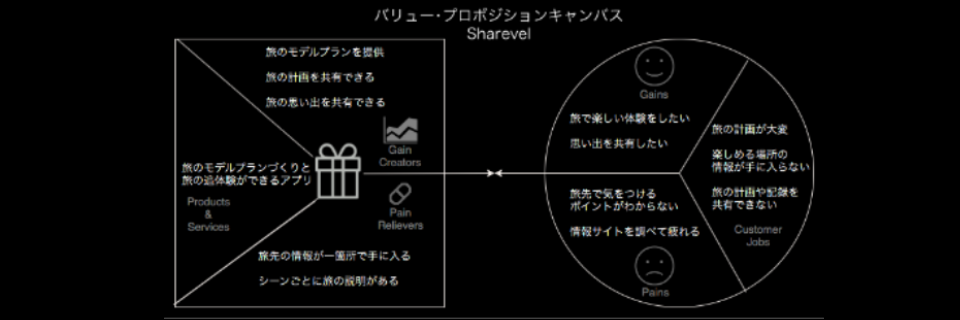 バリュー・プロポジションキャンバス
Sharevel
旅のモデルプランを提供
旅の計画を共有できる
旅の思い出を共有できる
Gain
Creators
旅のモデルプランづくりと
旅の追体験ができるアプリ
Products
&
Services
Pain
Relievers
旅先の情報が一箇所で手に入る
シーンごとに旅の説明がある
Gains
旅で楽しい体験をしたい
思い出を共有したい
旅の計画が大変
楽しめる場所の
情報が手に入らない
旅の計画や記録を
共有できない
Customer
Jobs
旅先で気をつける
ポイントがわからない
情報サイトを調べて疲れる
Pains